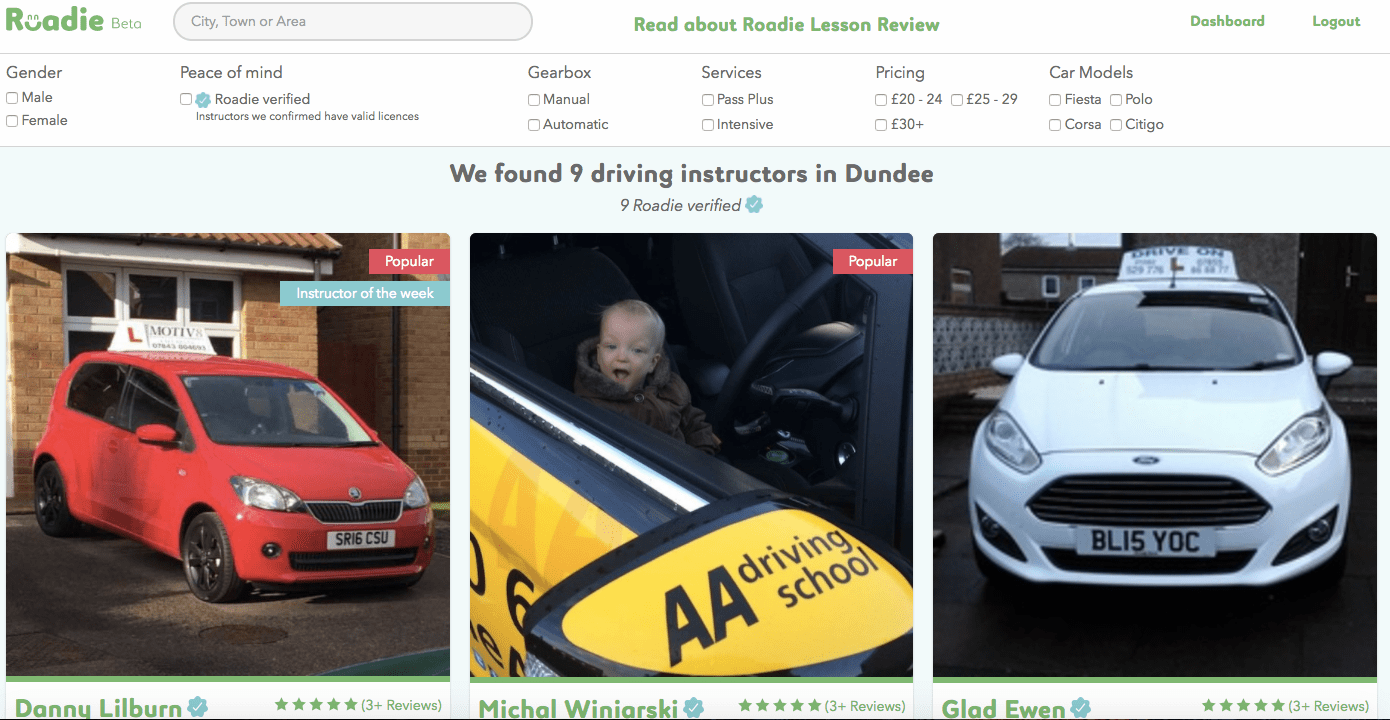 Roadie Beta
City, Town or Area
Read about Roadie Lesson Review
Dashboard
Logout
Gender
Male
Female
Peace of mind
Roadie verified
Instructors we confirmed have valid licences
Gearbox
Manual
Automatic
Services
Pass Plus
Intensive
Pricing
£20 - 24 £25 - 29
£30+
Car Models
Fiesta Polo
Corsa Citigo
We found 9 driving instructors in Dundee
9 Roadie verified
Popular
Instructor of the week
L MOTIV8
07843 804693
SR16 CSU
Danny Lilburn
(3+ Reviews)
Popular
AA driving
school
Michal Winiarski
(3+ Reviews)
DRIVE ON
L
529 776
BL15 YOC
Glad Ewen
(3+ Reviews)